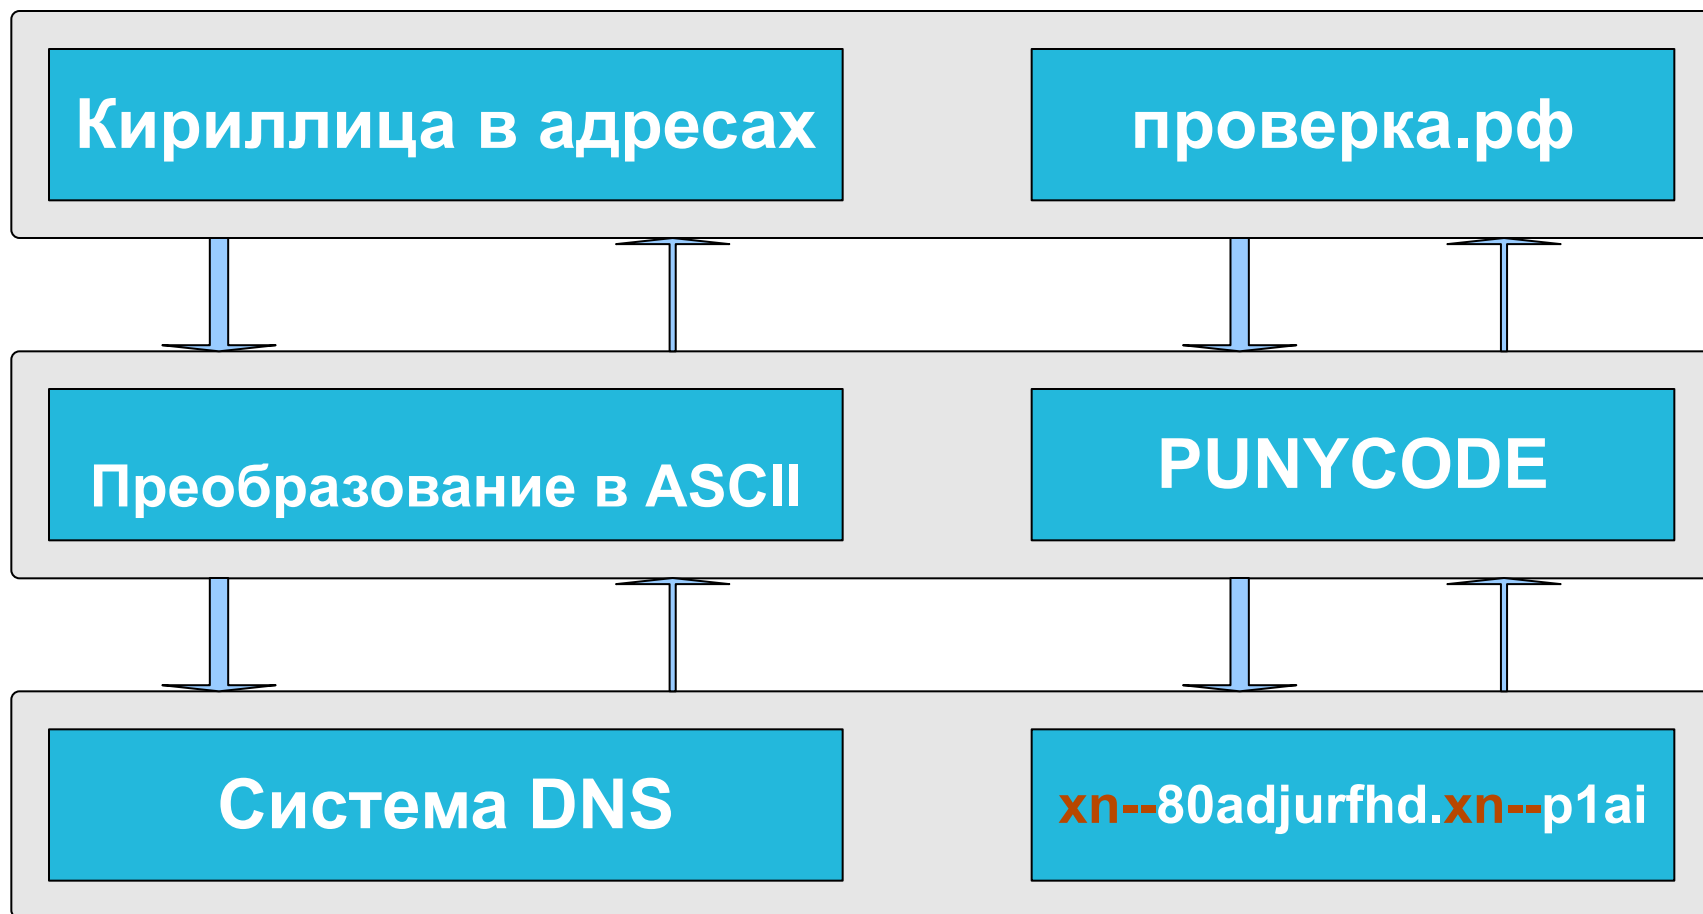 Кириллица в адресах
проверка.рф
Преобразование в ASCII
PUNYCODE
Система DNS
xn--80adjurfhd.xn--p1ai